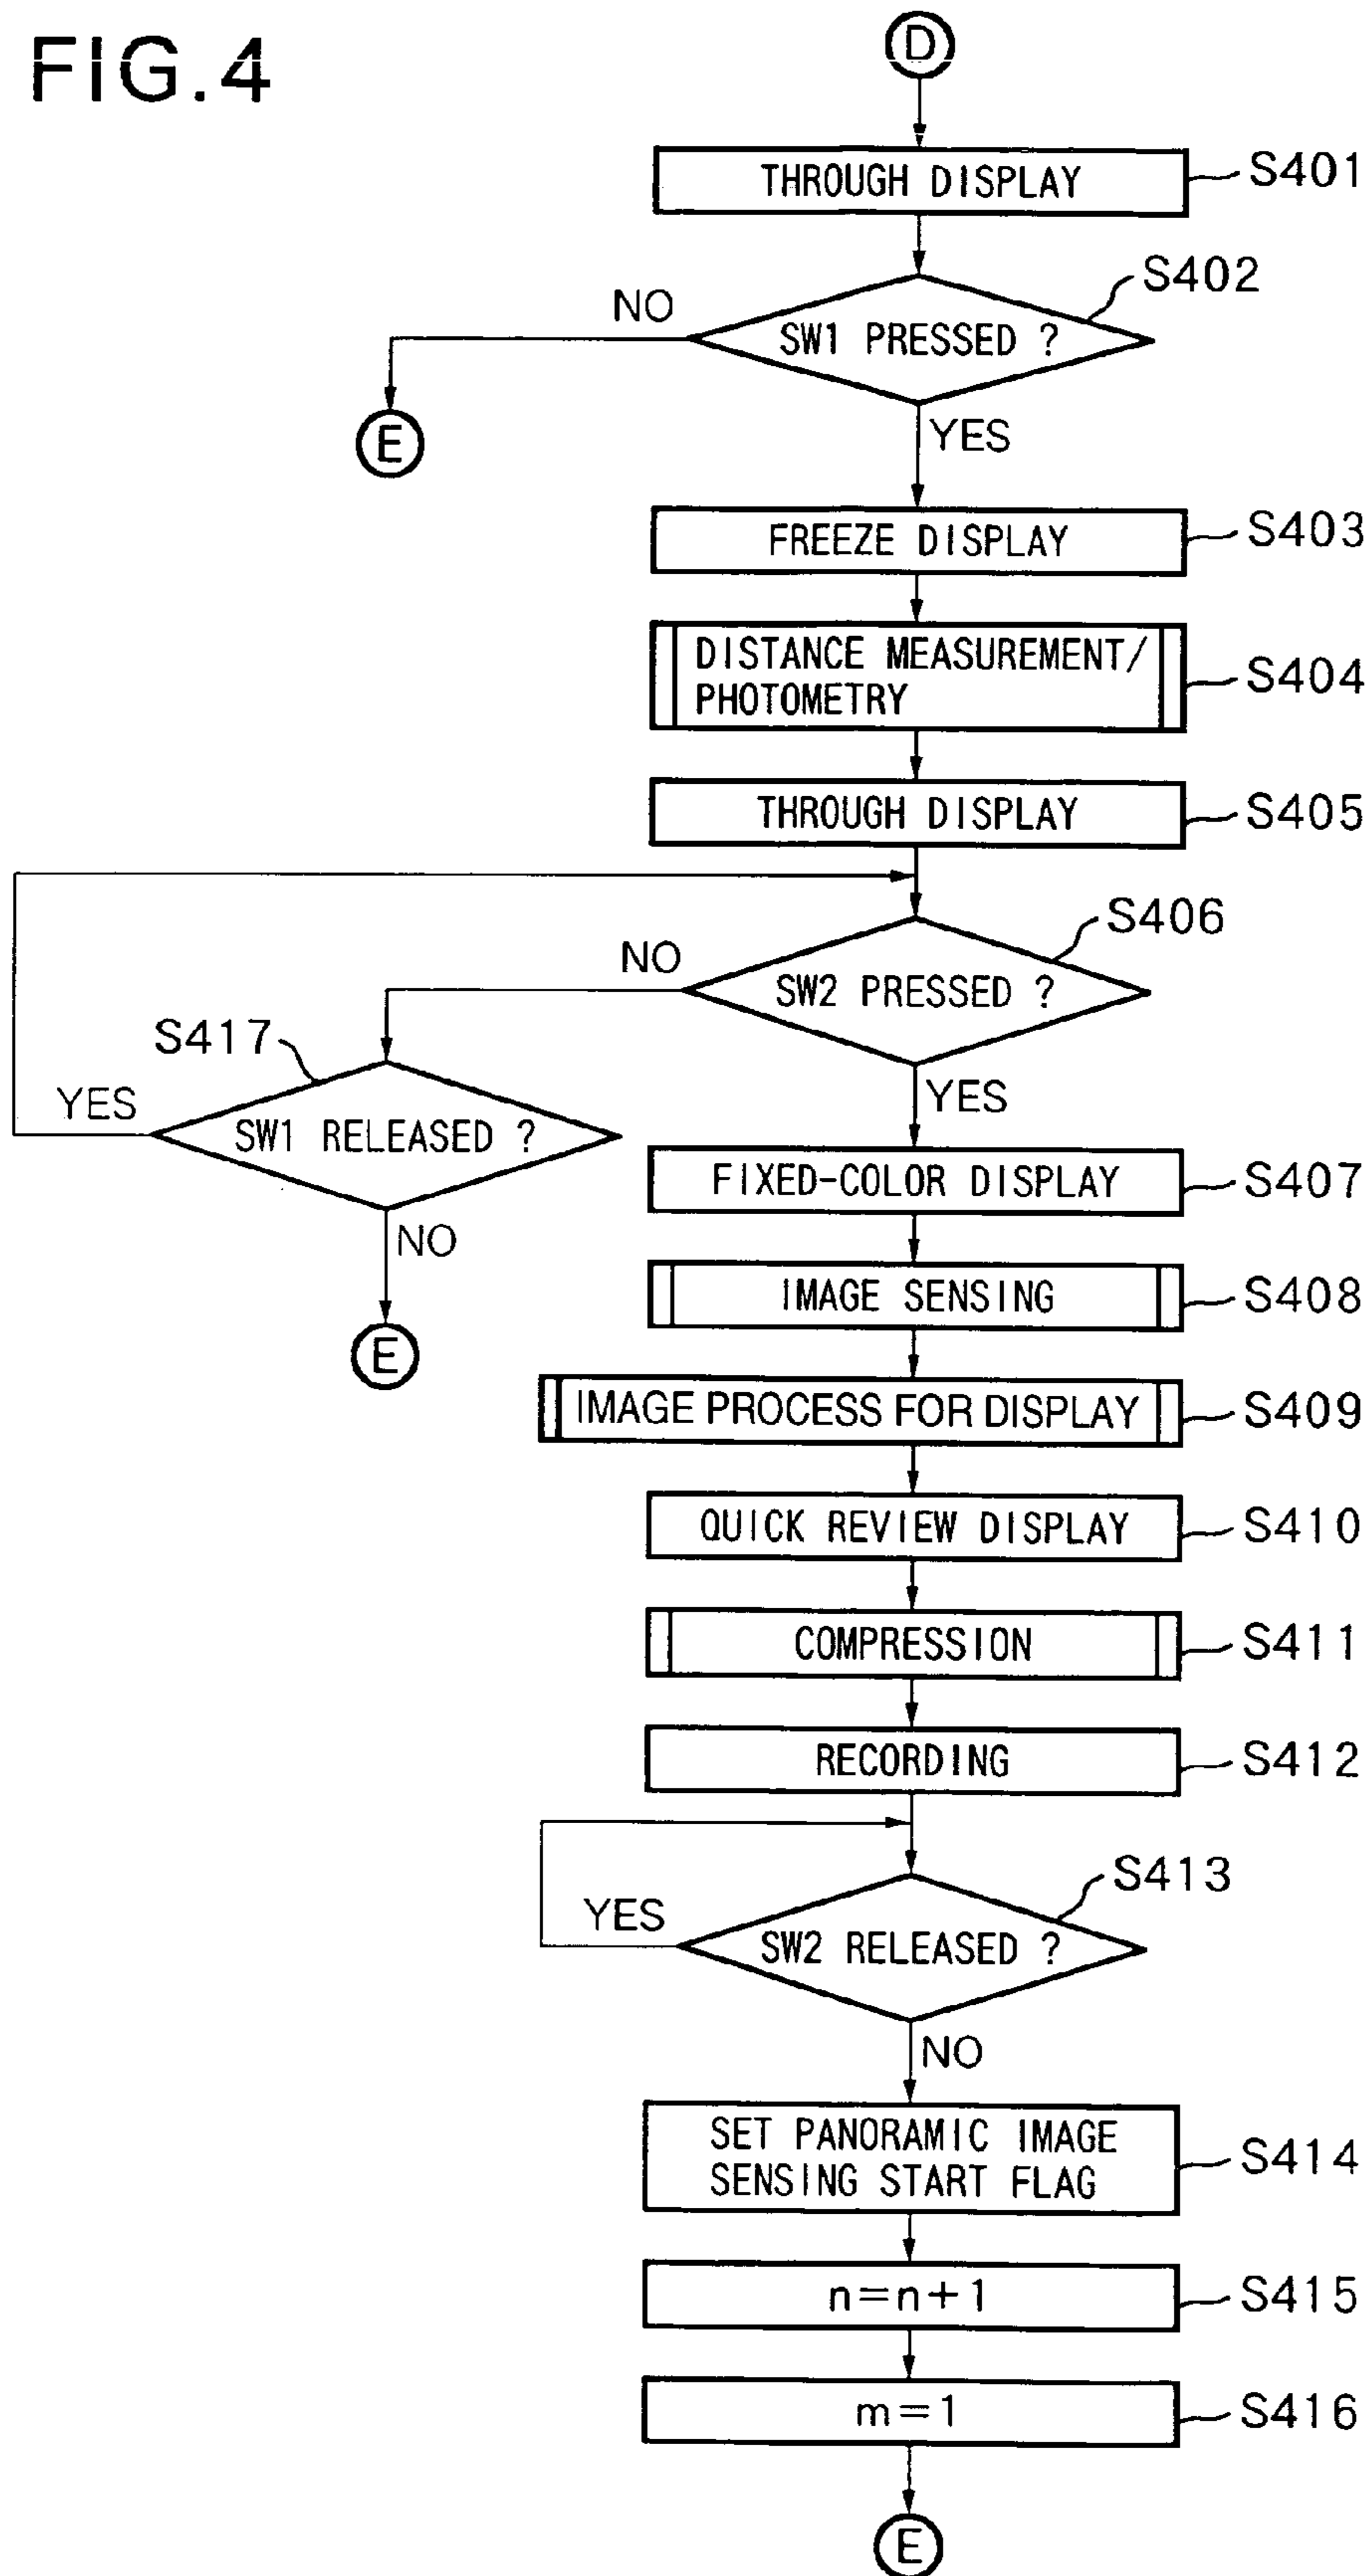 FIG.4
D
THROUGH DISPLAY
S401
S402
SW1 PRESSED ?
NO
E
YES
FREEZE DISPLAY
S403
DISTANCE MEASUREMENT/
PHOTOMETRY
S404
THROUGH DISPLAY
S405
S406
SW2 PRESSED ?
NO
S417
SW1 RELEASED ?
YES
NO
E
YES
FIXED-COLOR DISPLAY
S407
IMAGE SENSING
S408
IMAGE PROCESS FOR DISPLAY
S409
QUICK REVIEW DISPLAY
S410
COMPRESSION
S411
RECORDING
S412
S413
SW2 RELEASED ?
YES
NO
SET PANORAMIC IMAGE
SENSING START FLAG
S414
n=n+1
S415
m=1
S416
E